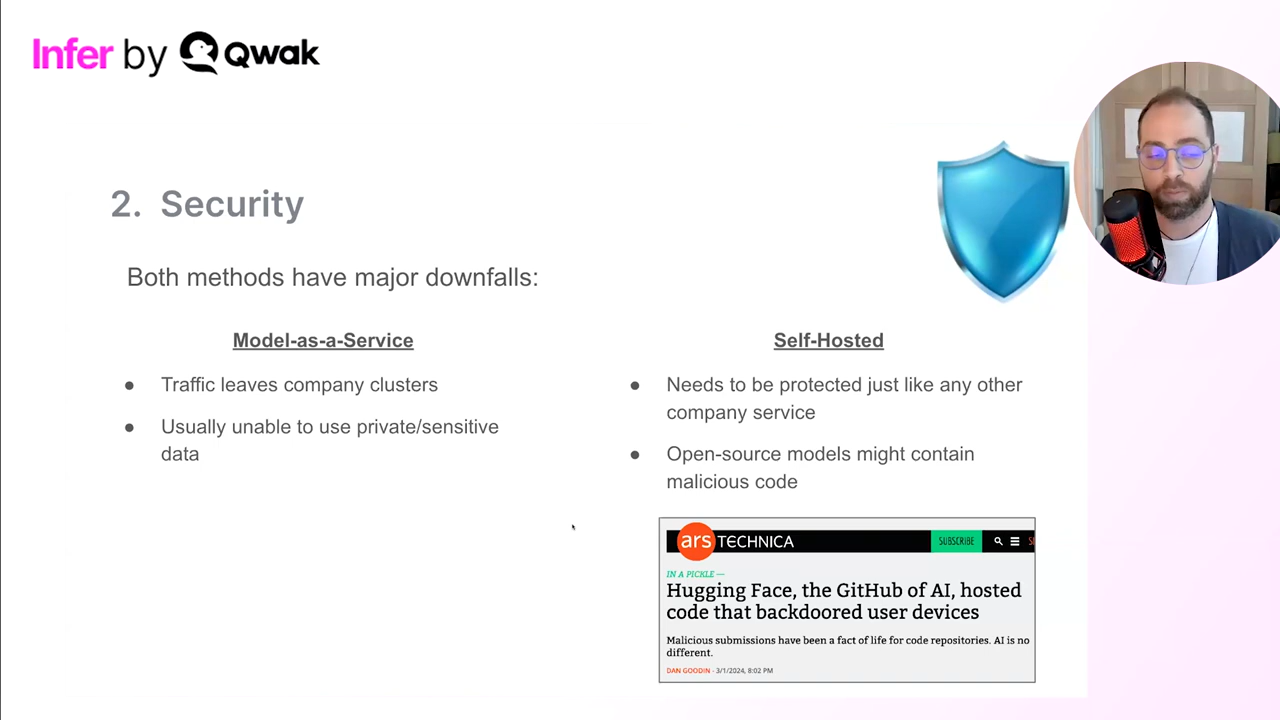 Infer by Qwak
2. Security
Both methods have major downfalls:
Model-as-a-Service
● Traffic leaves company clusters
● Usually unable to use private/sensitive
data
Self-Hosted
● Needs to be protected just like any other
company service
● Open-source models might contain
malicious code
ars TECHNICA
SUBSCRIBE
IN A PICKLE —
Hugging Face, the GitHub of AI, hosted
code that backdoored user devices
Malicious submissions have been a fact of life for code repositories. AI is no
different.
DAN GOODIN - 3/1/2024, 8:02 PM